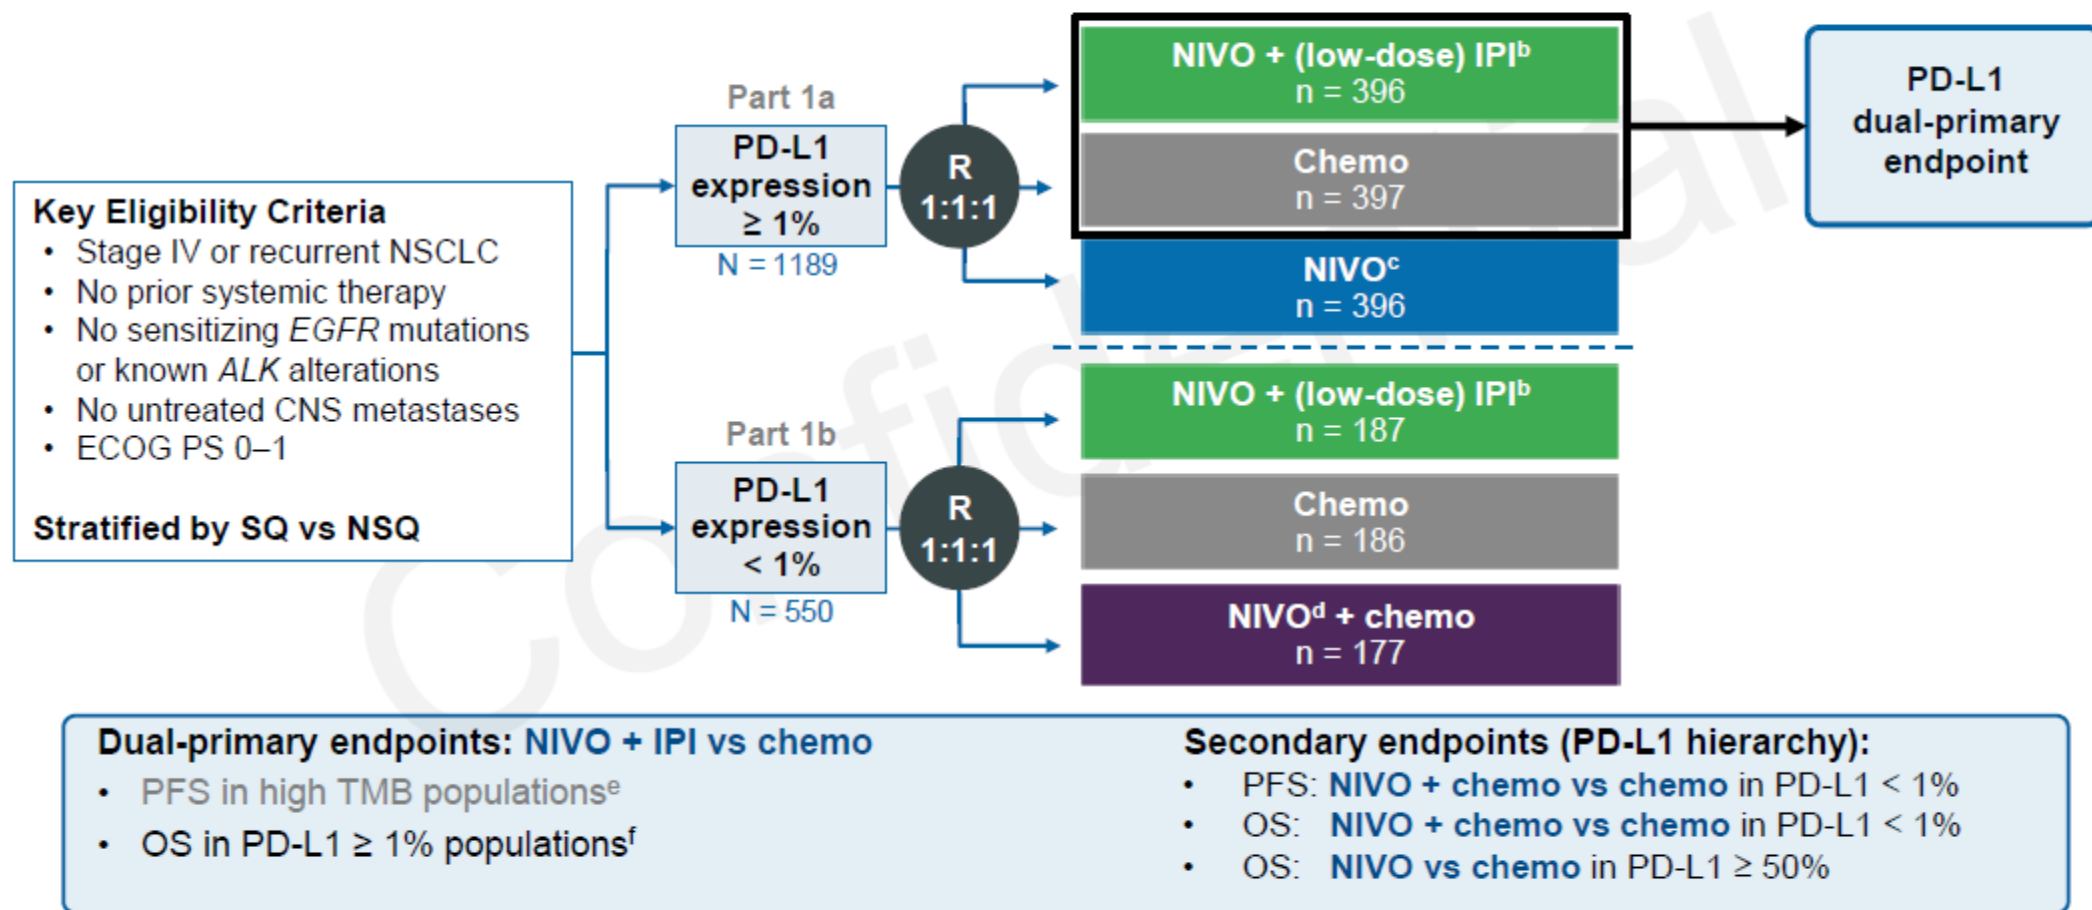 Key Eligibility Criteria
• Stage IV or recurrent NSCLC
• No prior systemic therapy
• No sensitizing EGFR mutations
or known ALK alterations
• No untreated CNS metastases
• ECOG PS 0–1
Stratified by SQ vs NSQ
Part 1a
PD-L1
expression
≥ 1%
N = 1189
R
1:1:1
NIVO + (low-dose) IPIᵇ
n = 396
Chemo
n = 397
NIVOᶜ
n = 396
PD-L1
dual-primary
endpoint
Part 1b
PD-L1
expression
< 1%
N = 550
R
1:1:1
NIVO + (low-dose) IPIᵇ
n = 187
Chemo
n = 186
NIVOᵈ + chemo
n = 177
Confidential
Dual-primary endpoints: NIVO + IPI vs chemo
• PFS in high TMB populationsᵉ
• OS in PD-L1 ≥ 1% populationsᶠ
Secondary endpoints (PD-L1 hierarchy):
• PFS: NIVO + chemo vs chemo in PD-L1 < 1%
• OS: NIVO + chemo vs chemo in PD-L1 < 1%
• OS: NIVO vs chemo in PD-L1 ≥ 50%